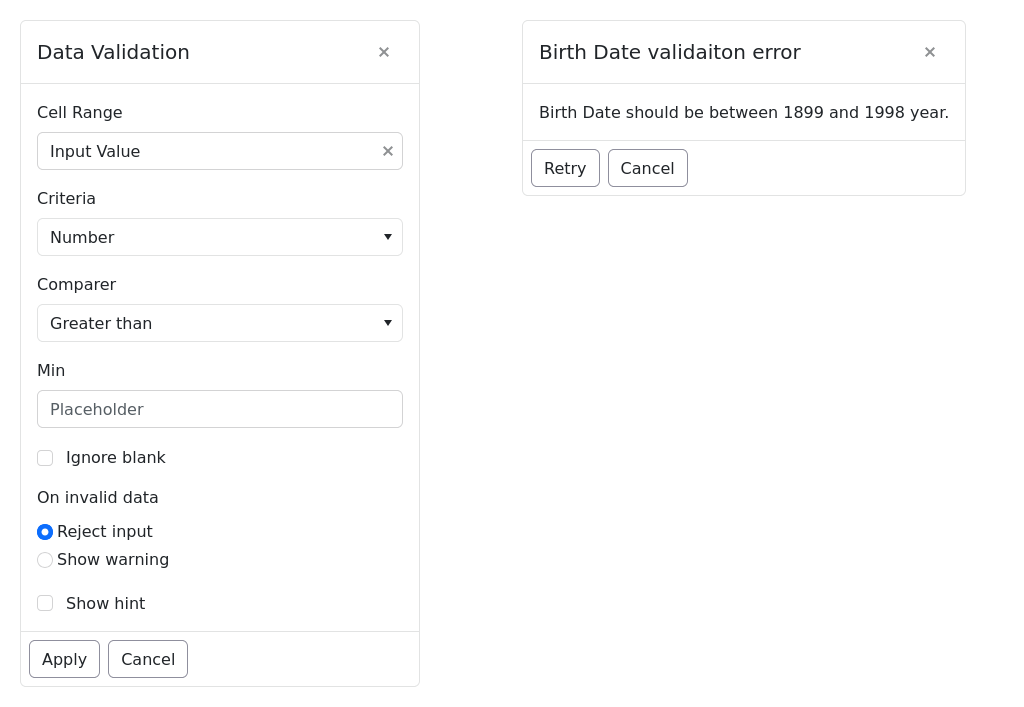 Data Validation
Cell Range
Input Value
Criteria
Number
Comparer
Greater than
Min
Placeholder
Ignore blank
On invalid data
Reject input
Show warning
Show hint
Apply Cancel
Birth Date validaiton error
Birth Date should be between 1899 and 1998 year.
Retry Cancel